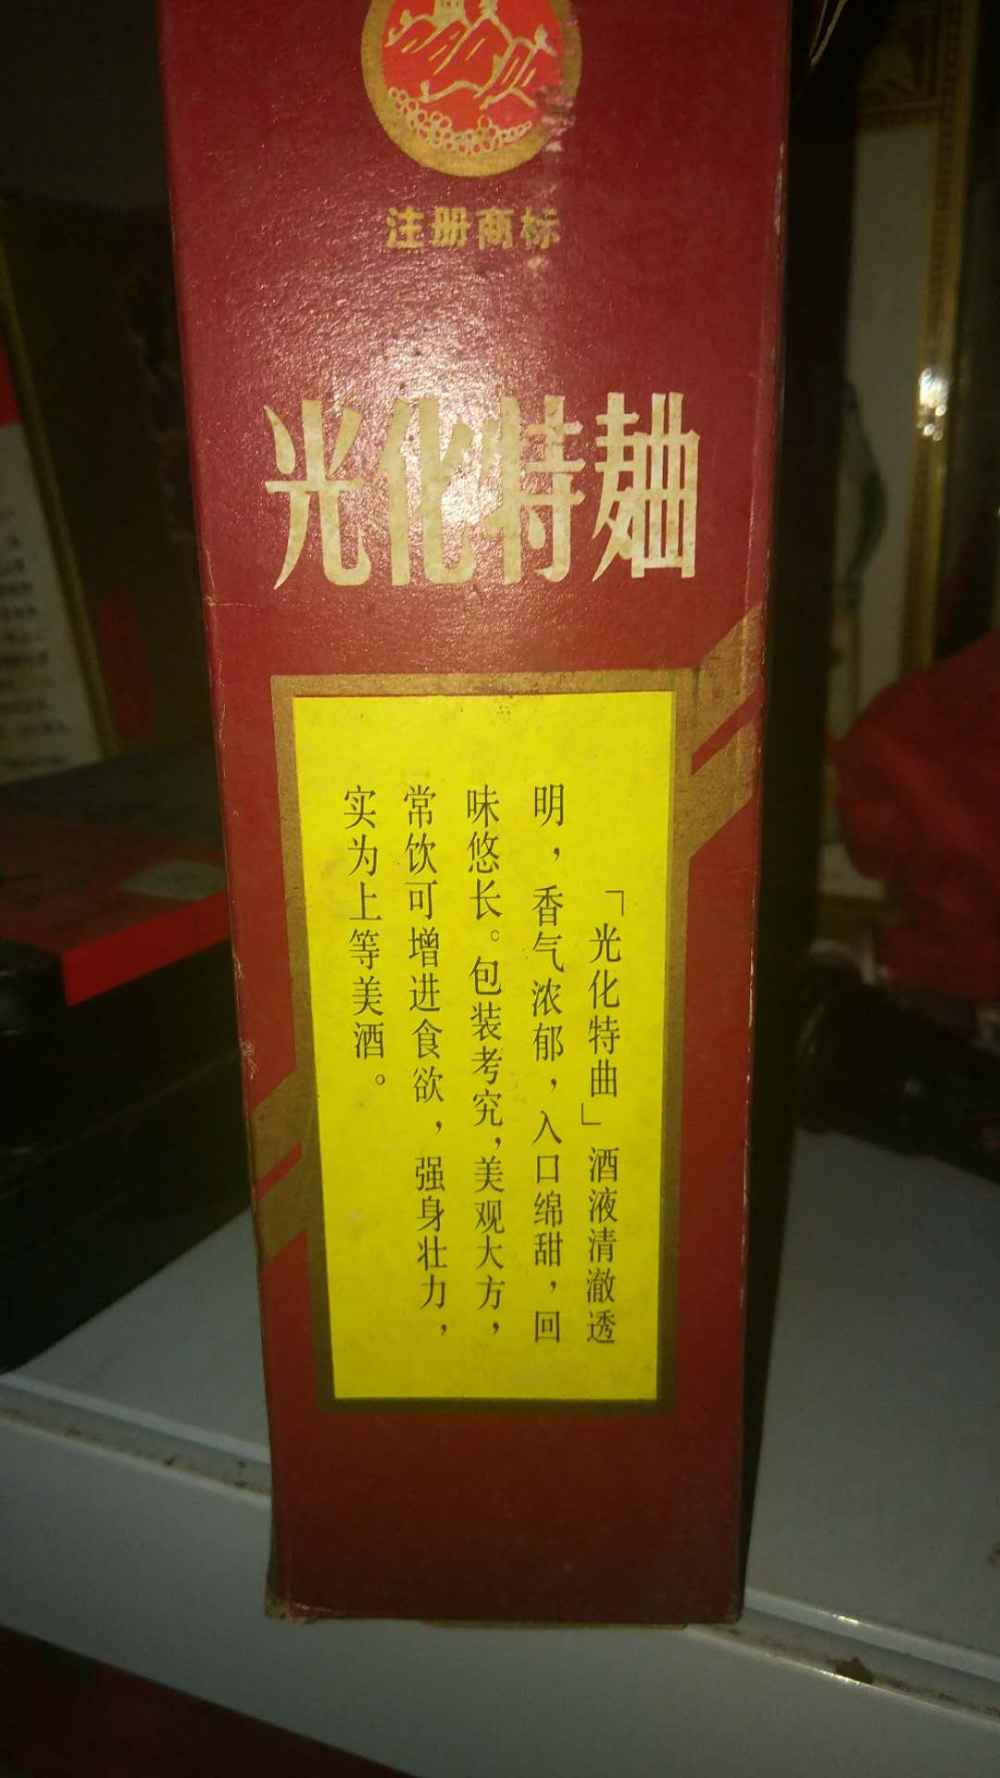 注册商标
光化特麯
「光化特曲」酒液清澈透
明，香气浓郁，入口绵甜，回
味悠长。包装考究，美观大方，
常饮可增进食欲，强身壮力，
实为上等美酒。